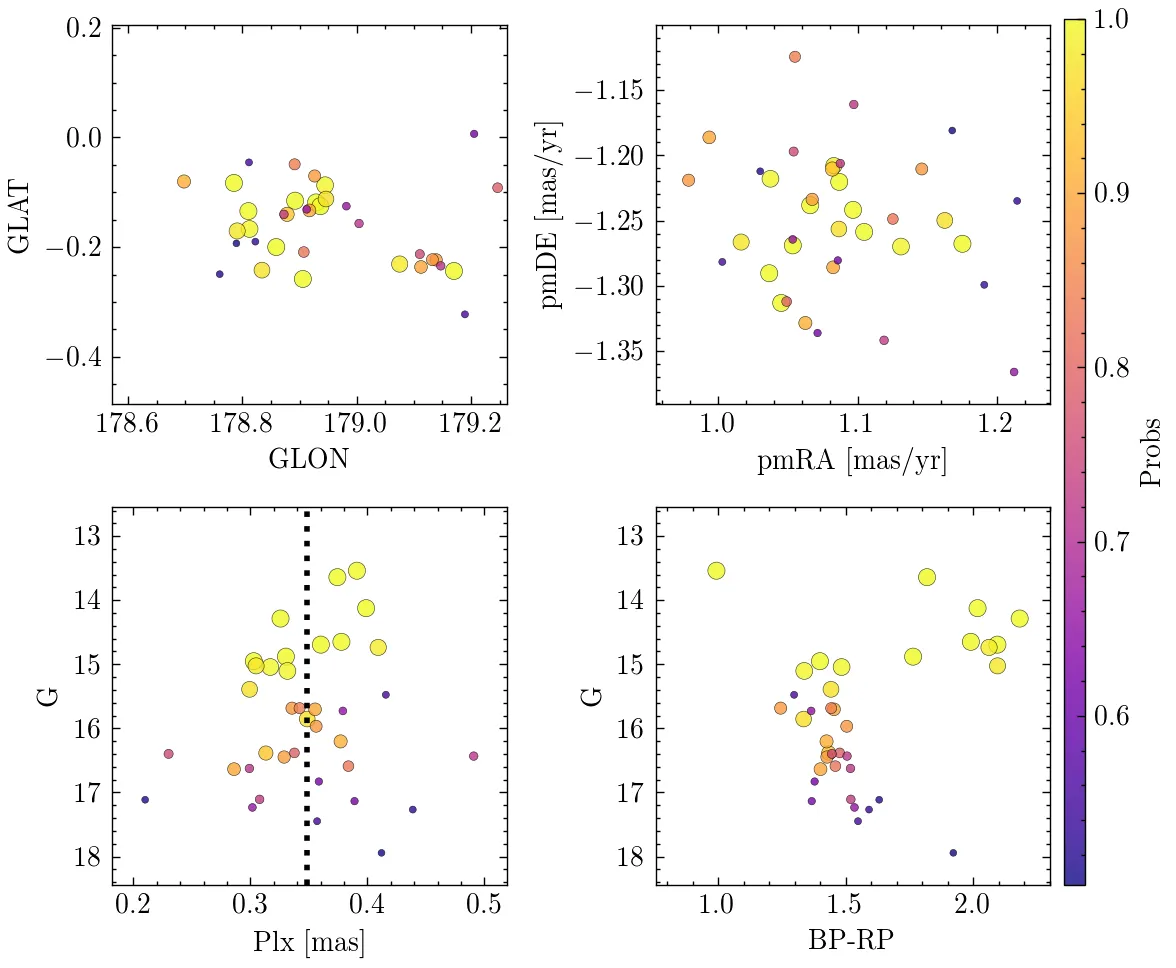 0.2
0.0
−0.2
−0.4
GLAT
178.6 178.8 179.0 179.2
GLON
−1.15
−1.20
−1.25
−1.30
−1.35
pmDE [mas/yr]
1.0 1.1 1.2
pmRA [mas/yr]
1.0
0.9
0.8
0.7
0.6
Probs
13
14
15
16
17
18
G
0.2 0.3 0.4 0.5
Plx [mas]
13
14
15
16
17
18
G
1.0 1.5 2.0
BP-RP